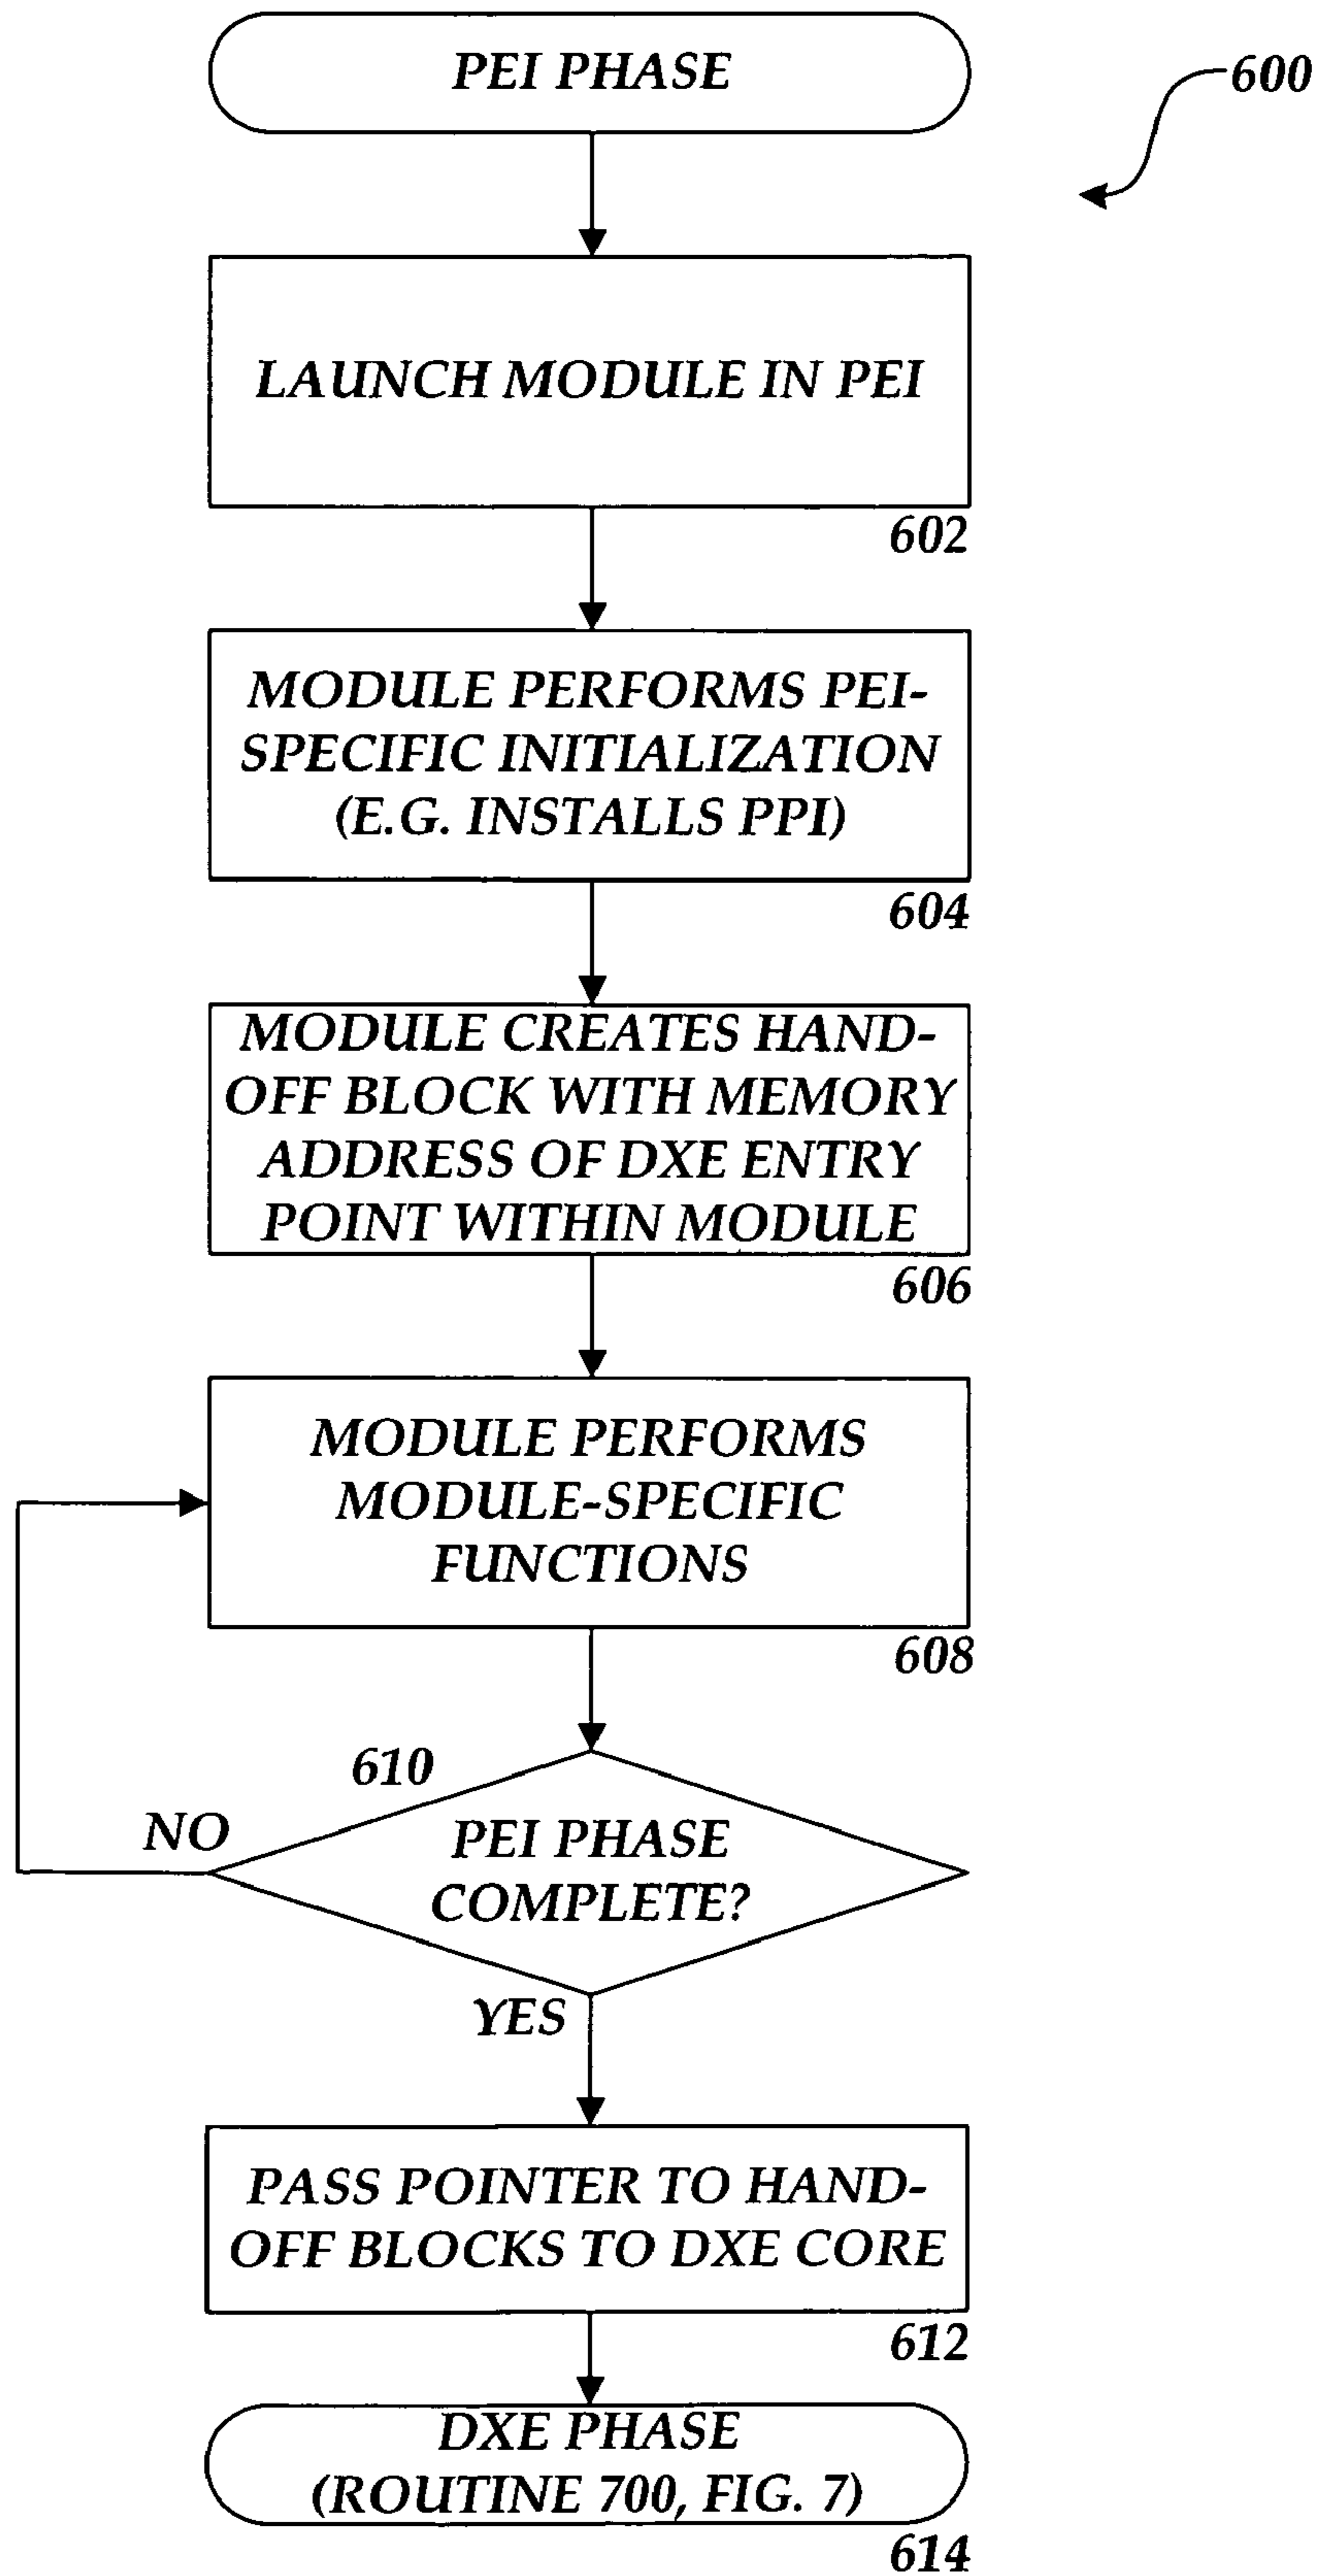 PEI PHASE
600
LAUNCH MODULE IN PEI
602
MODULE PERFORMS PEI-
SPECIFIC INITIALIZATION
(E.G. INSTALLS PPI)
604
MODULE CREATES HAND-
OFF BLOCK WITH MEMORY
ADDRESS OF DXE ENTRY
POINT WITHIN MODULE
606
MODULE PERFORMS
MODULE-SPECIFIC
FUNCTIONS
608
610
NO
PEI PHASE
COMPLETE?
YES
PASS POINTER TO HAND-
OFF BLOCKS TO DXE CORE
612
DXE PHASE
(ROUTINE 700, FIG. 7)
614